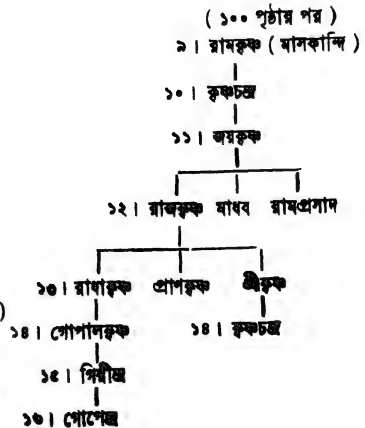 ( ১০০ পৃষ্ঠার পর )
৯। রামকৃষ্ণ ( মাসকান্দি )
১০। কৃষ্ণচন্দ্র
১১। জয়কৃষ্ণ
১২। রাজকৃষ্ণ মাধব রামপ্রসাদ
১৩। রাধাকৃষ্ণ প্রাণকৃষ্ণ শ্রীকৃষ্ণ
১৪। গোপালকৃষ্ণ ১৪। কৃষ্ণচন্দ্র
১৫। গিরীন্দ্র
১৬। গোপেন্দ্র